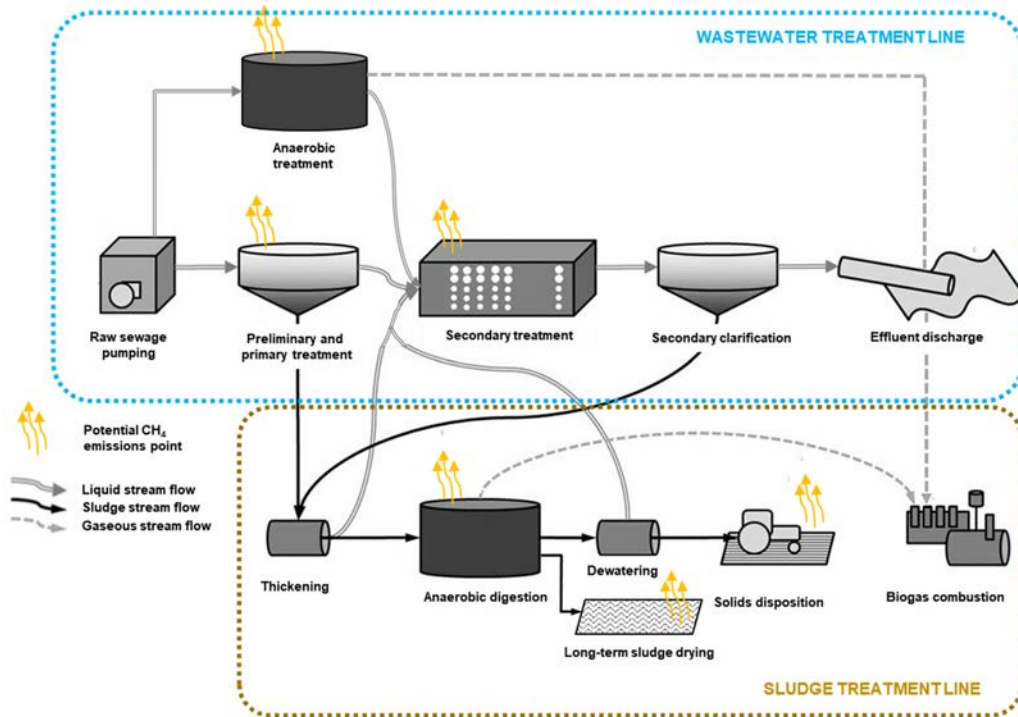 WASTEWATER TREATMENT LINE
Anaerobic
treatment
Raw sewage
pumping
Preliminary and
primary treatment
Secondary treatment
Secondary clarification
Effluent discharge
Potential CH₄
emissions point
Liquid stream flow
Sludge stream flow
Gaseous stream flow
Thickening
Anaerobic digestion
Dewatering
Solids disposition
Biogas combustion
Long-term sludge drying
SLUDGE TREATMENT LINE